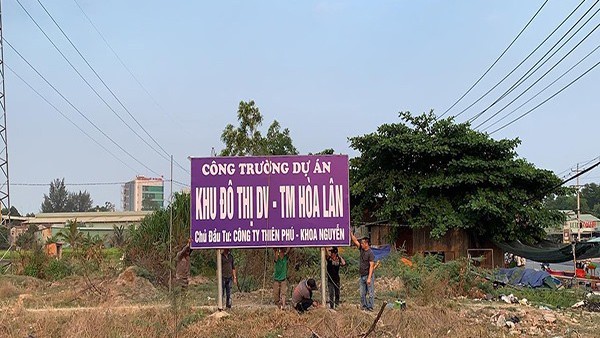 CÔNG TRƯỜNG DỰ ÁN
KHU ĐÔ THỊ DV - TM HÒA LÂN
Chủ Đầu Tư: CÔNG TY THIÊN PHÚ - KHOA NGUYÊN